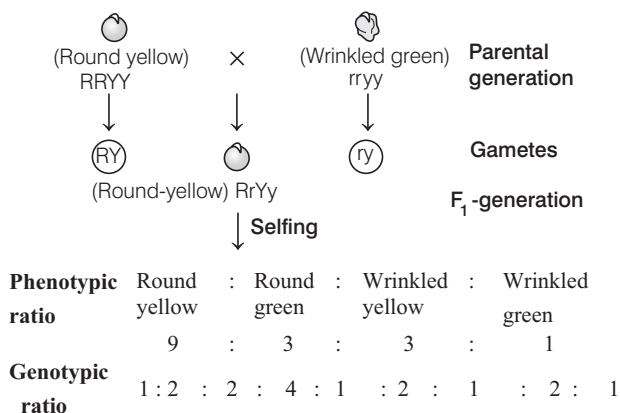 (Round yellow) × (Wrinkled green) Parental
RRYY rryy generation
RY ry Gametes
(Round-yellow) RrYy F1-generation
Selfing
Phenotypic Round : Round : Wrinkled : Wrinkled
ratio yellow green yellow green
9 : 3 : 3 : 1
Genotypic
ratio 1 : 2 : 2 : 4 : 1 : 2 : 1 : 2 : 1